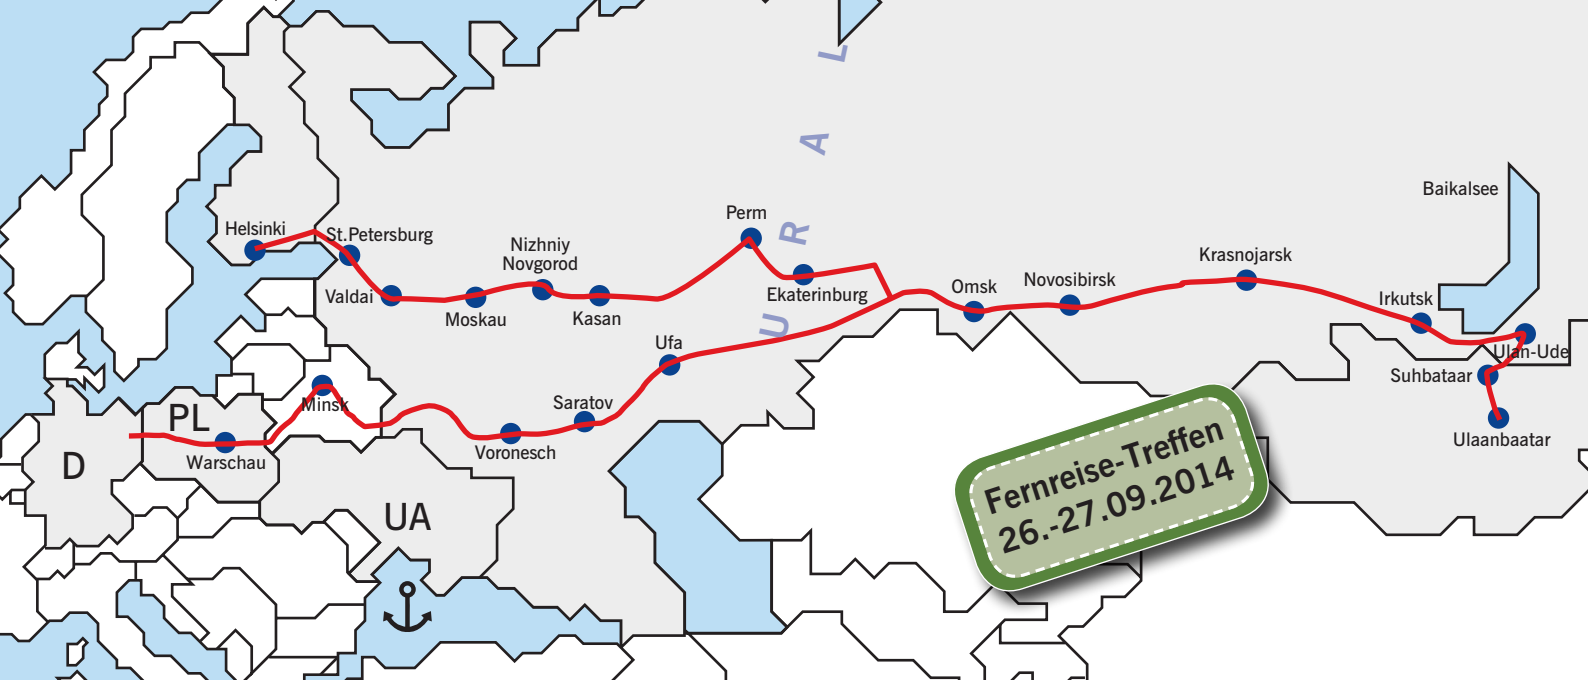 L
A
R
U
Baikalsee
Perm
Helsinki
St.Petersburg
Nizhniy
Novgorod
Krasnojarsk
Ekaterinburg
Omsk
Novosibirsk
Valdai
Moskau
Kasan
Irkutsk
Ufa
Ulan-Ude
Suhbataar
Minsk
Saratov
PL
Warschau
Voronesch
Ulaanbaatar
D
UA
Fernreise-Treffen
26.-27.09.2014